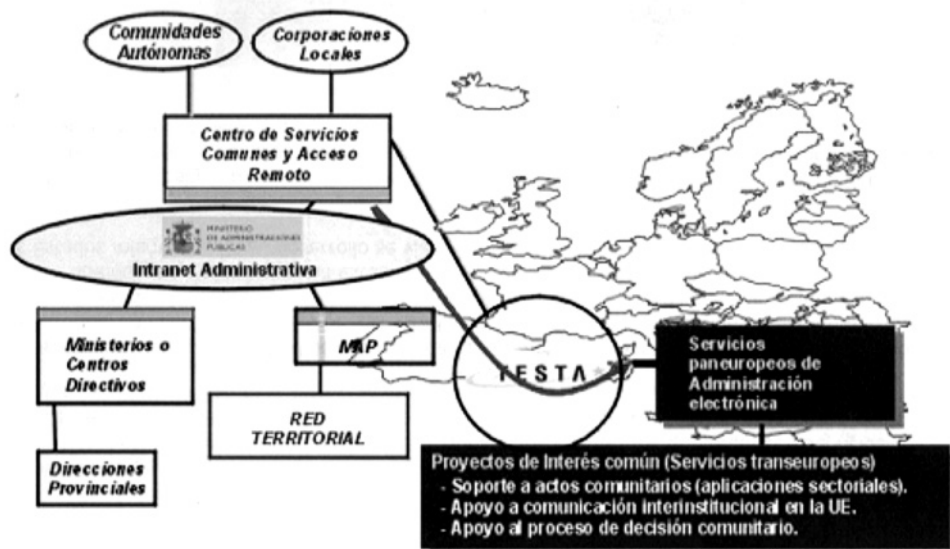 Comunidades
Autónomas
Corporaciones
Locales
Centro de Servicios
Comunes y Acceso
Remoto
MINISTERIO
DE ADMINISTRACIONES
PÚBLICAS
Intranet Administrativa
Ministerios o
Centros
Directivos
MAP
RED
TERRITORIAL
Direcciones
Provinciales
TESTA
Servicios
paneuropeos de
Administración
electrónica
Proyectos de Interés común (Servicios transeuropeos)
- Soporte a actos comunitarios (aplicaciones sectoriales).
- Apoyo a comunicación interinstitucional en la UE.
- Apoyo al proceso de decisión comunitario.